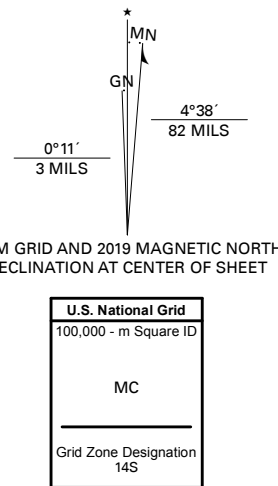 ★
MN
GN
4°38´
82 MILS
0°11´
3 MILS
M GRID AND 2019 MAGNETIC NORTH
ECLINATION AT CENTER OF SHEET
U.S. National Grid
100,000 - m Square ID
MC
Grid Zone Designation
14S